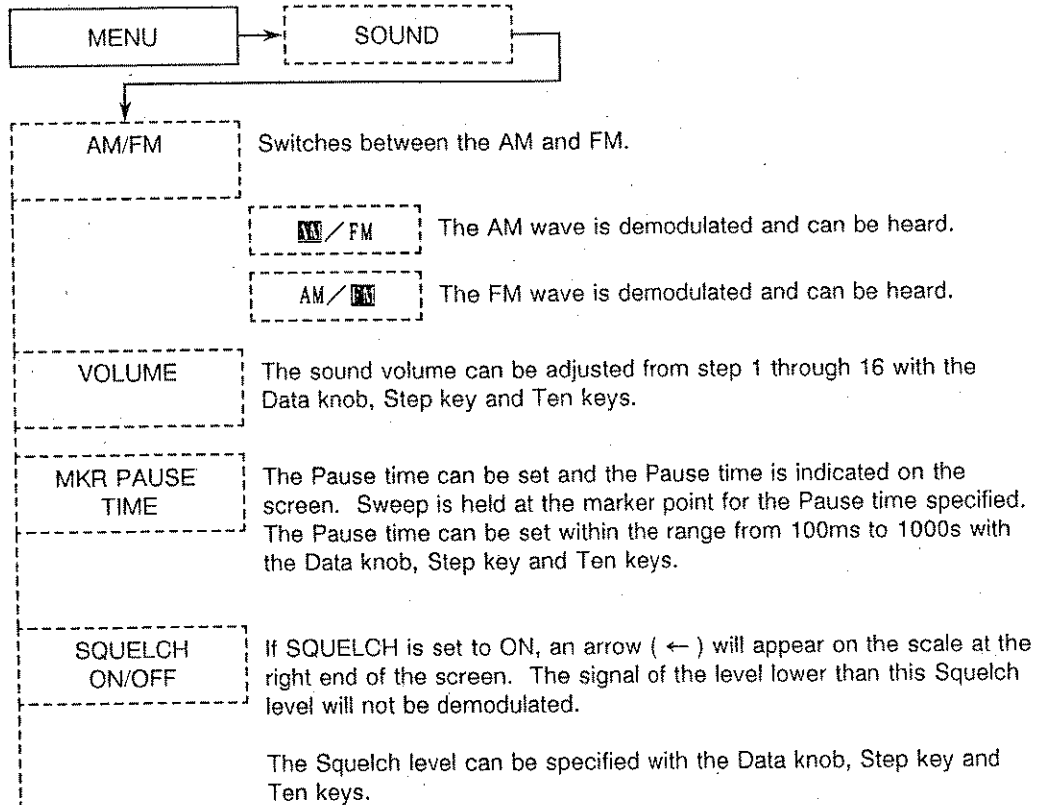 MENU
SOUND
AM/FM
Switches between the AM and FM.
AM/FM
The AM wave is demodulated and can be heard.
AM/FM
The FM wave is demodulated and can be heard.
VOLUME
The sound volume can be adjusted from step 1 through 16 with the
Data knob, Step key and Ten keys.
MKR PAUSE
TIME
The Pause time can be set and the Pause time is indicated on the
screen. Sweep is held at the marker point for the Pause time specified.
The Pause time can be set within the range from 100ms to 1000s with
the Data knob, Step key and Ten keys.
SQUELCH
ON/OFF
If SQUELCH is set to ON, an arrow ( ← ) will appear on the scale at the
right end of the screen. The signal of the level lower than this Squelch
level will not be demodulated.
The Squelch level can be specified with the Data knob, Step key and
Ten keys.